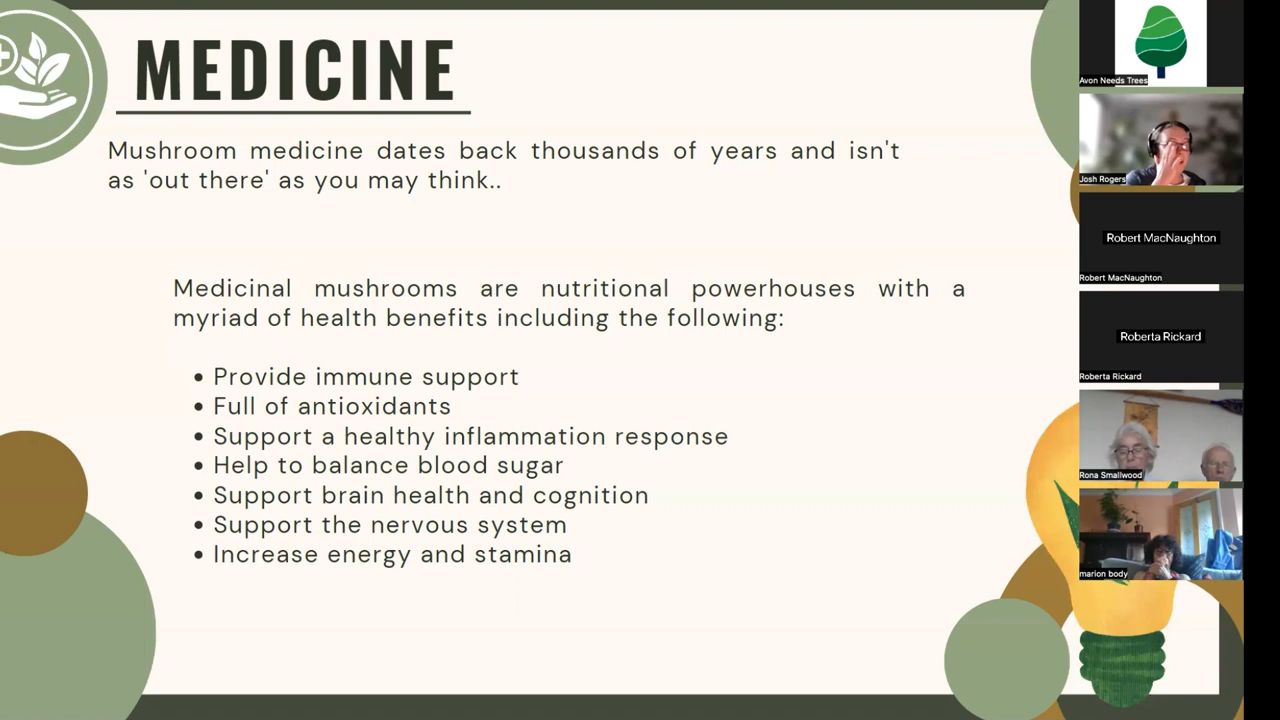 MEDICINE
Mushroom medicine dates back thousands of years and isn't
as 'out there' as you may think..
Medicinal mushrooms are nutritional powerhouses with a
myriad of health benefits including the following:
• Provide immune support
• Full of antioxidants
• Support a healthy inflammation response
• Help to balance blood sugar
• Support brain health and cognition
• Support the nervous system
• Increase energy and stamina
Avon Needs Trees
Josh Rogers
Robert MacNaughton
Robert MacNaughton
Roberta Rickard
Roberta Rickard
Rona Smallwood
marion body